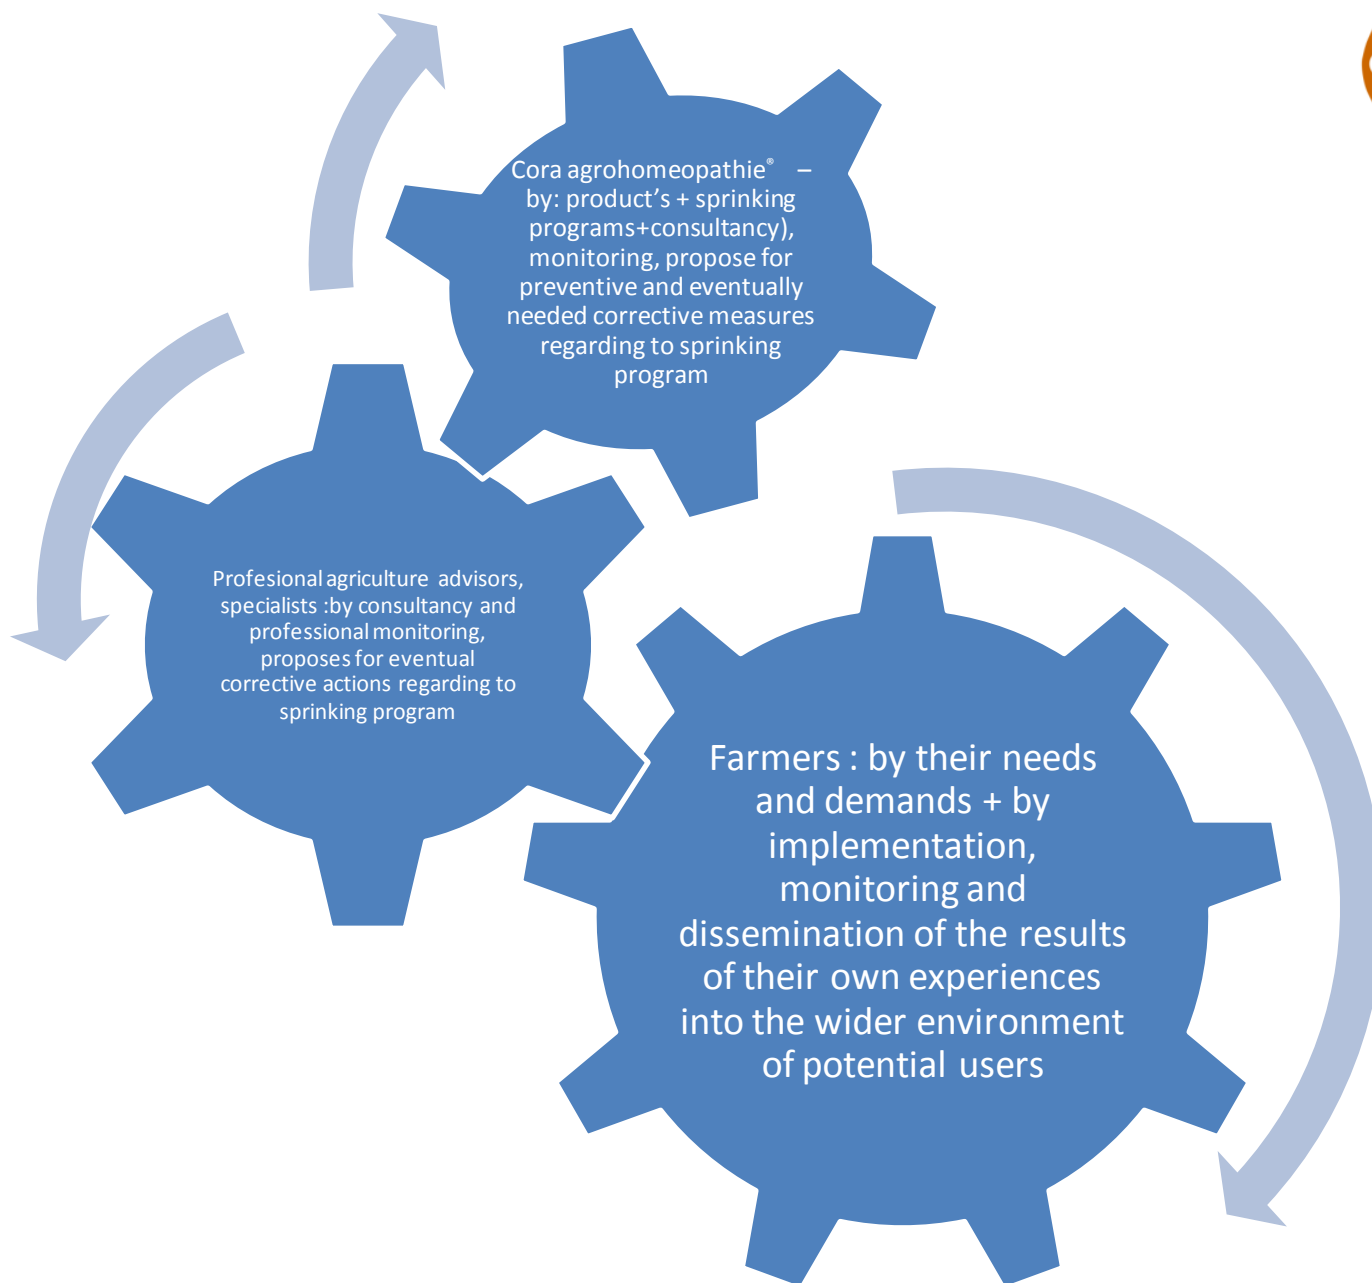 Cora agrohomeopathie® –
by: product's + sprinking
programs+consultancy),
monitoring, propose for
preventive and eventually
needed corrective measures
regarding to sprinking
program
Profesional agriculture advisors,
specialists :by consultancy and
professional monitoring,
proposes for eventual
corrective actions regarding to
sprinking program
Farmers : by their needs
and demands + by
implementation,
monitoring and
dissemination of the results
of their own experiences
into the wider environment
of potential users